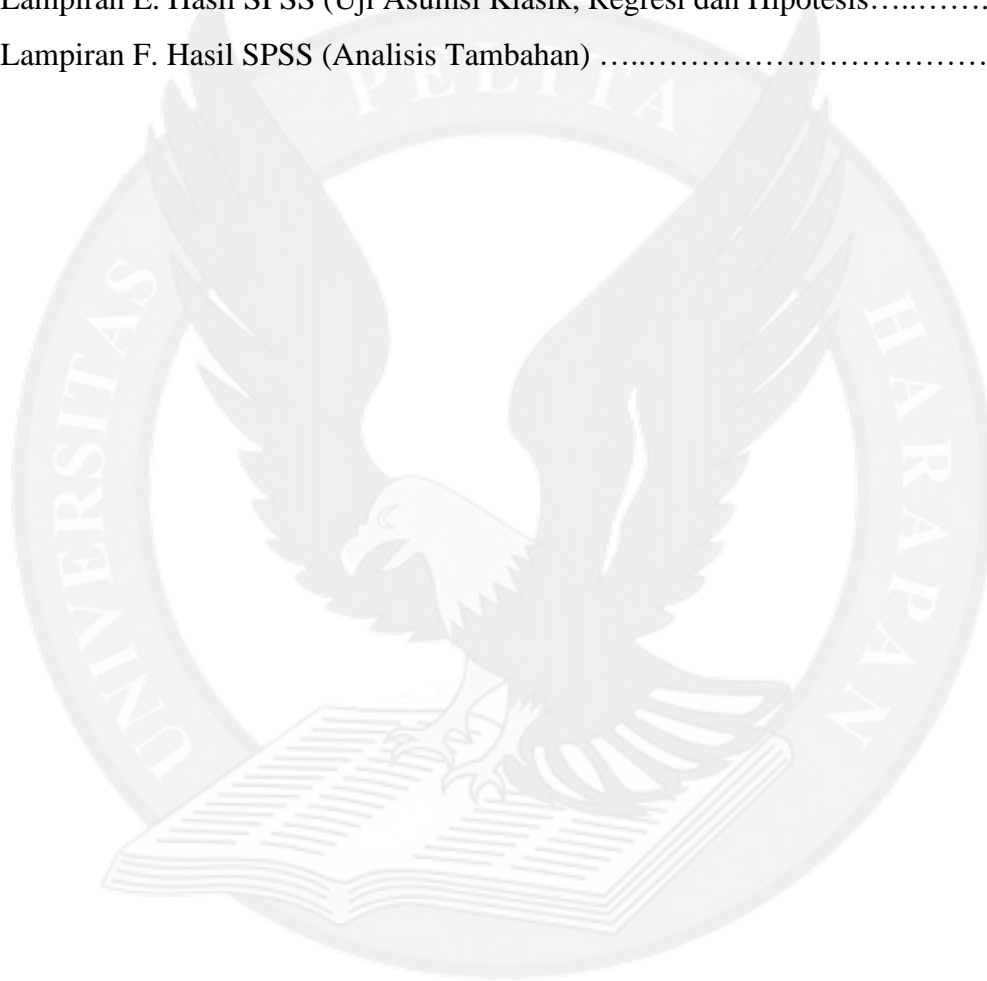 Lampiran E. Hasil SPSS (Uji Asumsi Klasik, Regresi dan Hipotesis…..…….
Lampiran F. Hasil SPSS (Analisis Tambahan) …..……………………………
UNIVERSITAS PELITA HARAPAN